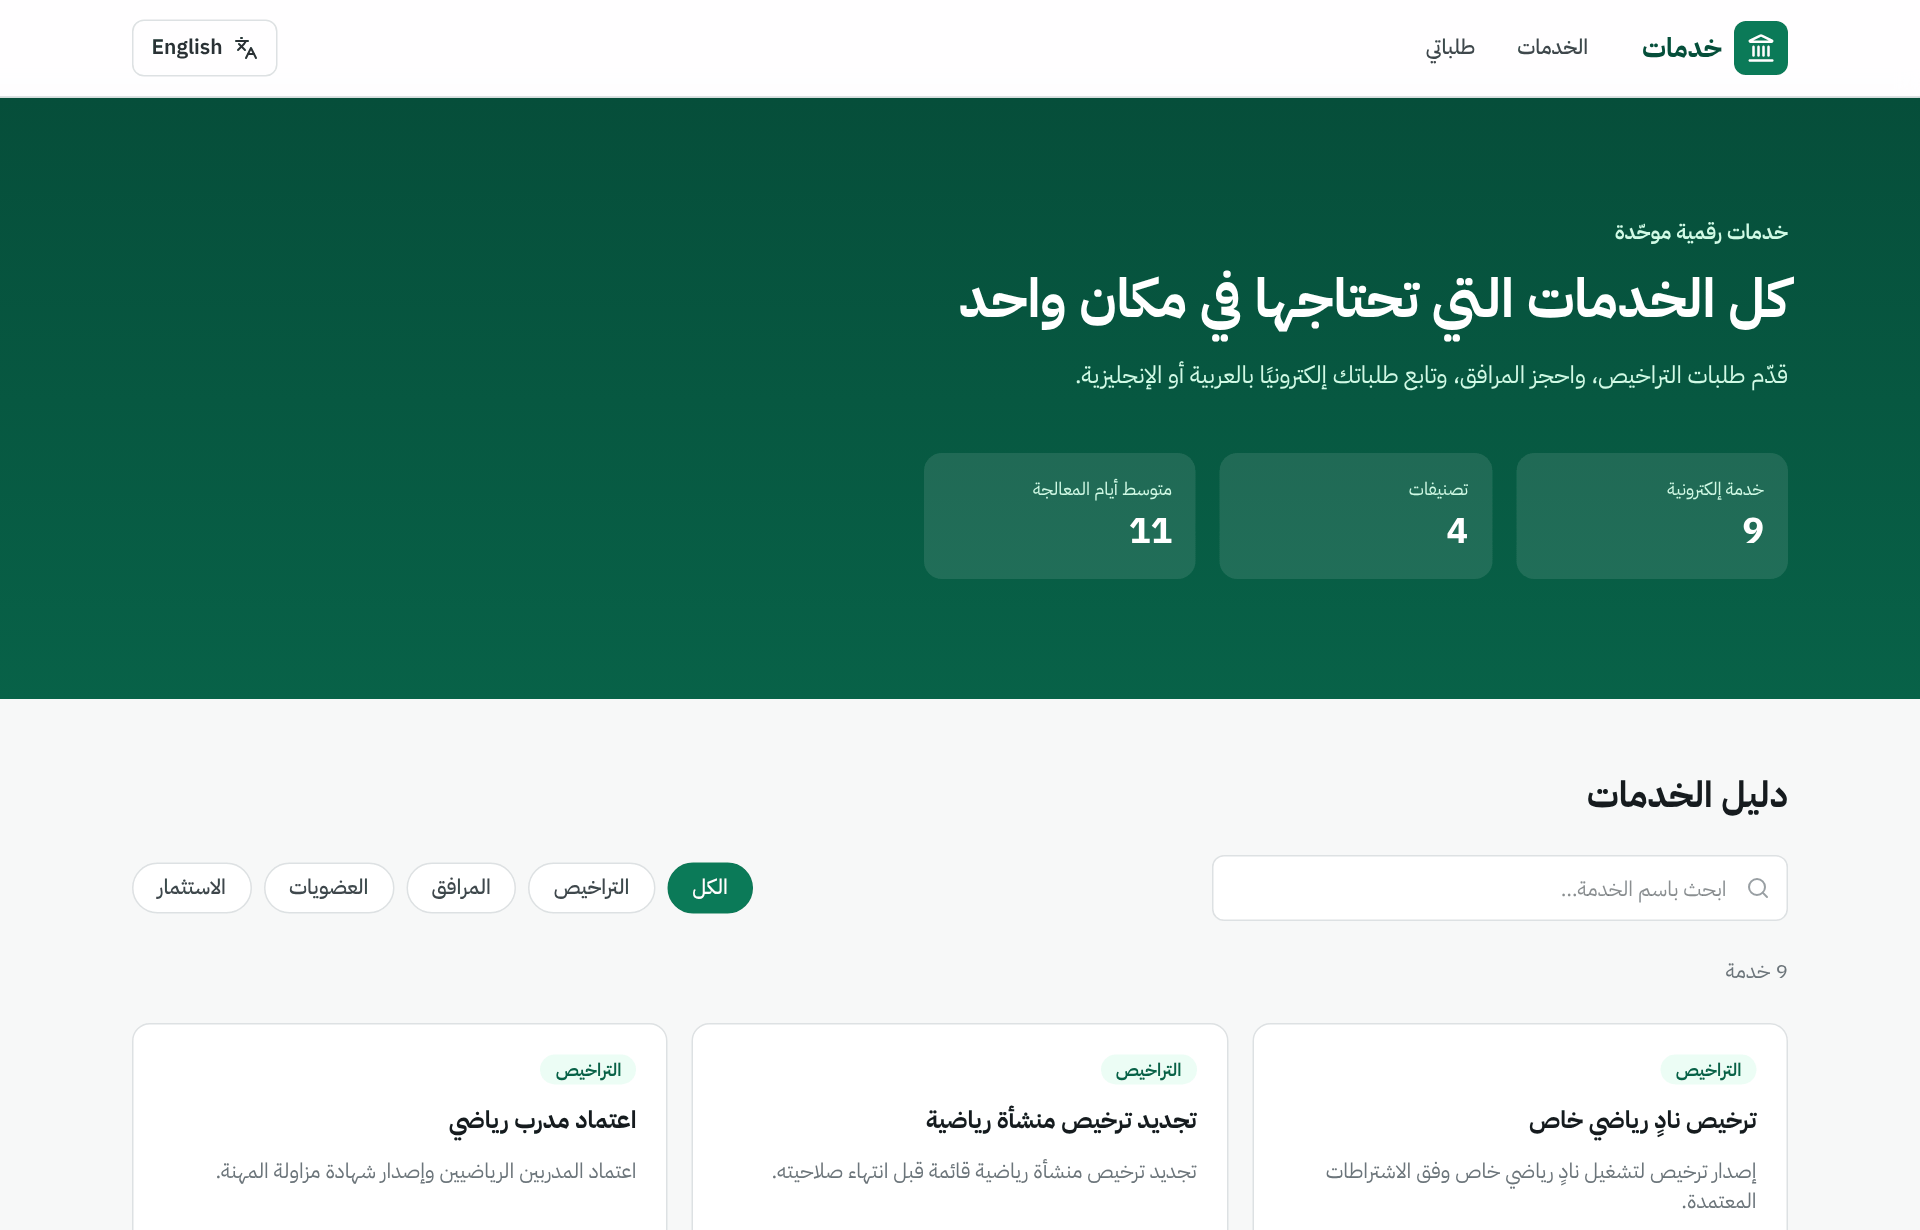 خدمات
الخدمات
طلباتي
English
خدمات رقمية موحّدة
كل الخدمات التي تحتاجها في مكان واحد
قدّم طلبات التراخيص، واحجز المرافق، وتابع طلباتك إلكترونيًا بالعربية أو الإنجليزية.
خدمة إلكترونية
9
تصنيفات
4
متوسط أيام المعالجة
11
دليل الخدمات
ابحث باسم الخدمة...
الكل
التراخيص
المرافق
العضويات
الاستثمار
9 خدمة
التراخيص
ترخيص نادٍ رياضي خاص
إصدار ترخيص لتشغيل نادٍ رياضي خاص وفق الاشتراطات
المعتمدة.
التراخيص
تجديد ترخيص منشأة رياضية
تجديد ترخيص منشأة رياضية قائمة قبل انتهاء صلاحيته.
التراخيص
اعتماد مدرب رياضي
اعتماد المدربين الرياضيين وإصدار شهادة مزاولة المهنة.